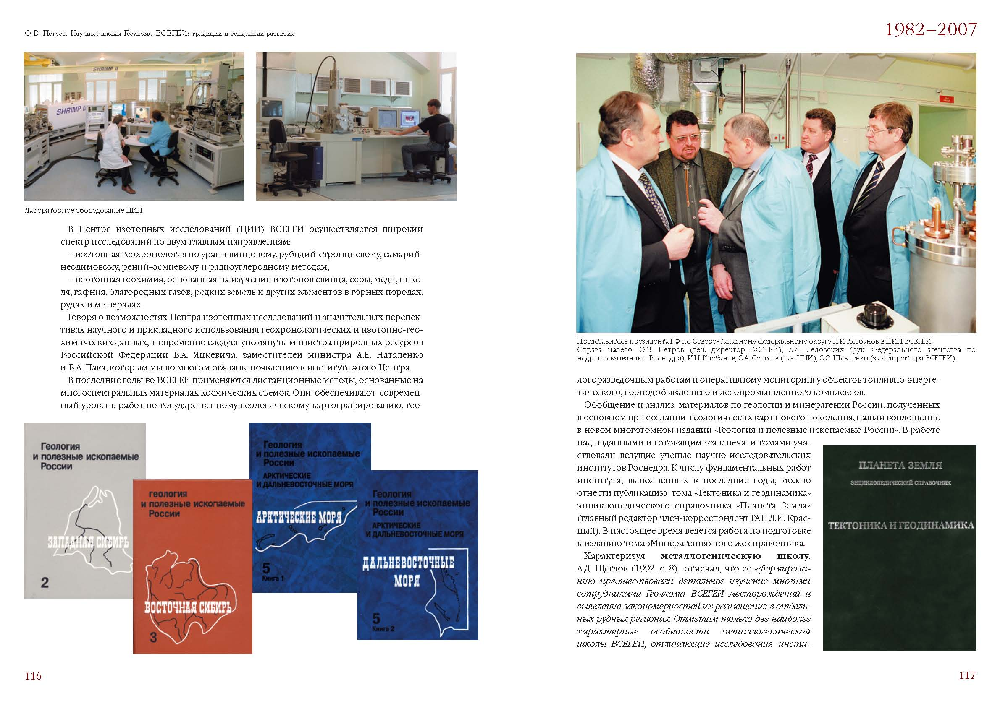 О.В. Петров. Научные школы Геолкома–ВСЕГЕИ: традиции и тенденции развития
SHRIMP II
SHRIMP II
Лабораторное оборудование ЦИИ
В Центре изотопных исследований (ЦИИ) ВСЕГЕИ осуществляется широкий
спектр исследований по двум главным направлениям:
– изотопная геохронология по уран-свинцовому, рубидий-стронциевому, самарий-
неодимовому, рений-осмиевому и радиоуглеродному методам;
– изотопная геохимия, основанная на изучении изотопов свинца, серы, меди, нике-
ля, гафния, благородных газов, редких земель и других элементов в горных породах,
рудах и минералах.
Говоря о возможностях Центра изотопных исследований и значительных перспек-
тивах научного и прикладного использования геохронологических и изотопно-гео-
химических данных, непременно следует упомянуть министра природных ресурсов
Российской Федерации Б.А. Яцкевича, заместителей министра А.Е. Наталенко
и В.А. Пака, которым мы во многом обязаны появлению в институте этого Центра.
В последние годы во ВСЕГЕИ применяются дистанционные методы, основанные на
многоспектральных материалах космических съемок. Они обеспечивают современ-
ный уровень работ по государственному геологическому картографированию, гео-
Геология
и полезные ископаемые
России
ЗАПАДНАЯ СИБИРЬ
2
геология
и полезные ископаемые
России
ВОСТОЧНАЯ СИБИРЬ
3
Геология
и полезные ископаемые
России
АРКТИЧЕСКИЕ
И ДАЛЬНЕВОСТОЧНЫЕ МОРЯ
АРКТИЧЕСКИЕ МОРЯ
5
Книга 1
Геология
и полезные ископаемые
России
АРКТИЧЕСКИЕ
И ДАЛЬНЕВОСТОЧНЫЕ МОРЯ
ДАЛЬНЕВОСТОЧНЫЕ
МОРЯ
5
Книга 2
116
1982–2007
Представитель президента РФ по Северо-Западному федеральному округу И.И.Клебанов в ЦИИ ВСЕГЕИ.
Справа налево: О.В. Петров (ген. директор ВСЕГЕИ), А.А. Ледовских (рук. Федерального агентства по
недропользованию—Роснедра); И.И. Клебанов, С.А. Сергеев (зав. ЦИИ), С.С. Шевченко (зам. директора ВСЕГЕИ)
логоразведочным работам и оперативному мониторингу объектов топливно-энерге-
тического, горнодобывающего и лесопромышленного комплексов.
Обобщение и анализ материалов по геологии и минерагении России, полученных
в основном при создании геологических карт нового поколения, нашли воплощение
в новом многотомном издании «Геология и полезные ископаемые России». В работе
над изданными и готовящимися к печати томами уча-
ствовали ведущие ученые научно-исследовательских
институтов Роснедра. К числу фундаментальных работ
института, выполненных в последние годы, можно
отнести публикацию тома «Тектоника и геодинамика»
энциклопедического справочника «Планета Земля»
(главный редактор член-корреспондент РАН Л.И. Крас-
ный). В настоящее время ведется работа по подготовке
к изданию тома «Минерагения» того же справочника.
Характеризуя металлогеническую школу,
А.Д. Щеглов (1992, с. 8) отмечал, что ее «формирова-
нию предшествовали детальное изучение многими
сотрудниками Геолкома–ВСЕГЕИ месторождений и
выявление закономерностей их размещения в отдель-
ных рудных регионах. Отметим только две наиболее
характерные особенности металлогенической
школы ВСЕГЕИ, отличающие исследования инсти-
ПЛАНЕТА ЗЕМЛЯ
ЭНЦИКЛОПЕДИЧЕСКИЙ СПРАВОЧНИК
ТЕКТОНИКА И ГЕОДИНАМИКА
117